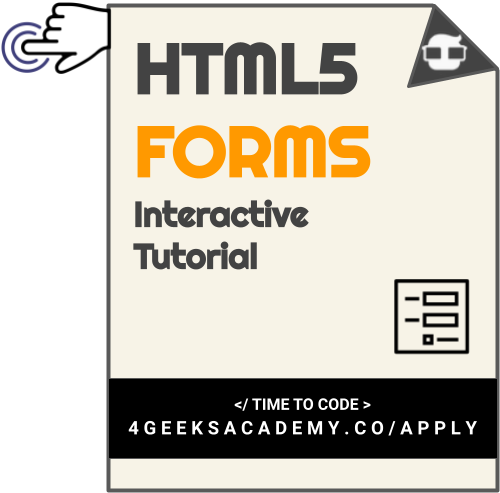 HTML5
FORMS
Interactive
Tutorial
</ TIME TO CODE >
4GEEKSACADEMY.CO/APPLY